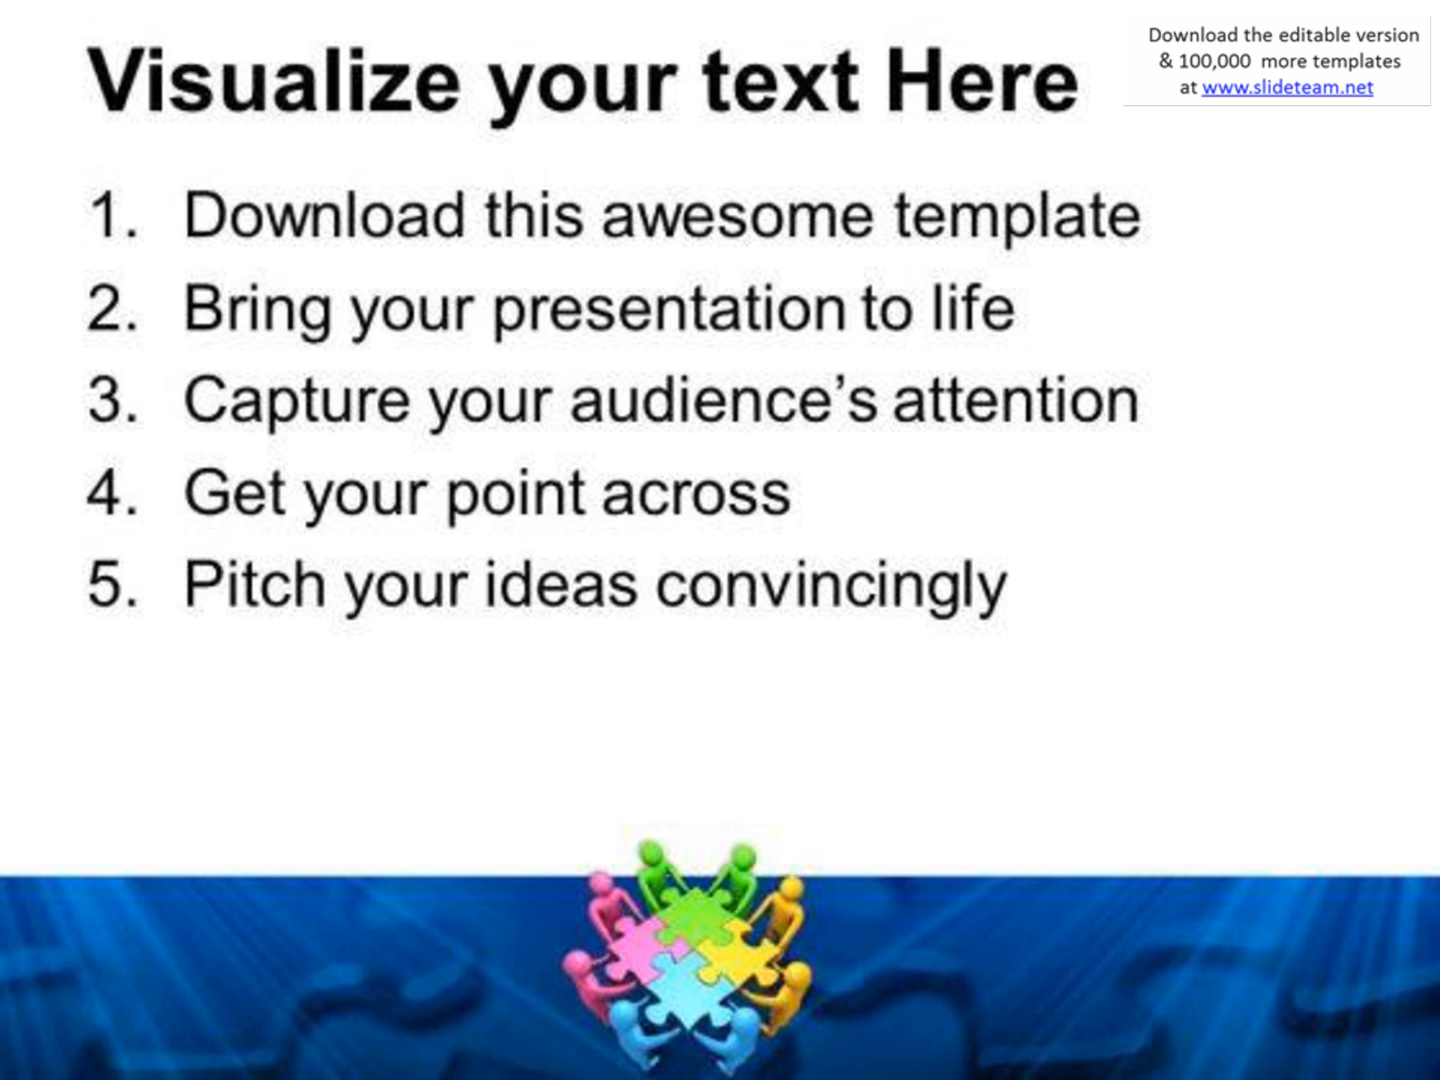 Visualize your text Here
Download the editable version
& 100,000 more templates
at www.slideteam.net
1. Download this awesome template
2. Bring your presentation to life
3. Capture your audience’s attention
4. Get your point across
5. Pitch your ideas convincingly